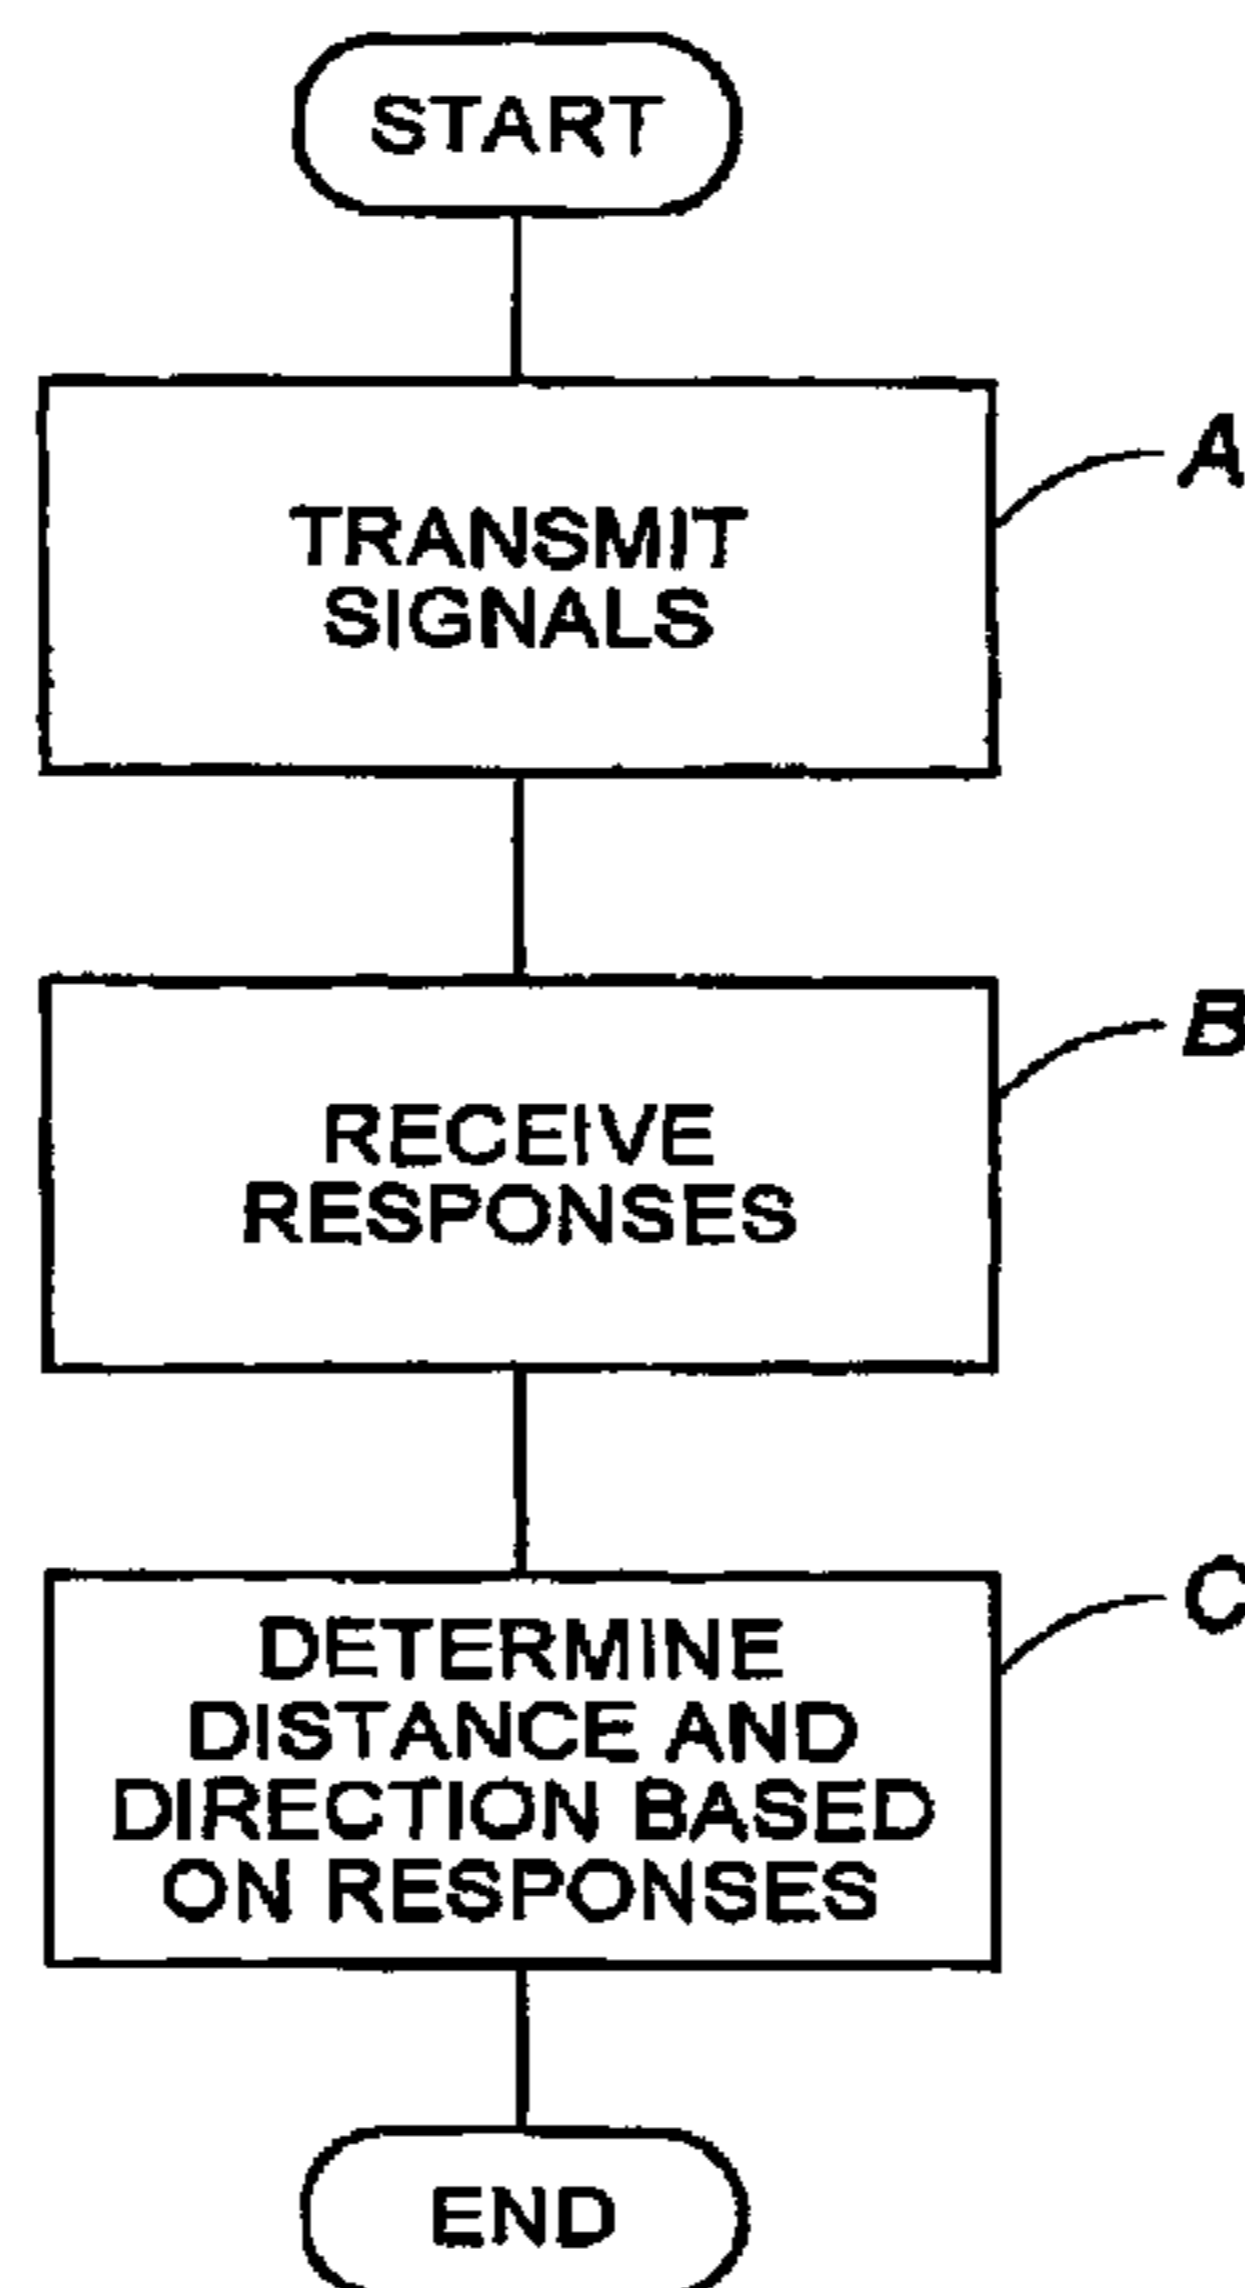 START
TRANSMIT
SIGNALS
A
RECEIVE
RESPONSES
B
DETERMINE
DISTANCE AND
DIRECTION BASED
ON RESPONSES
C
END